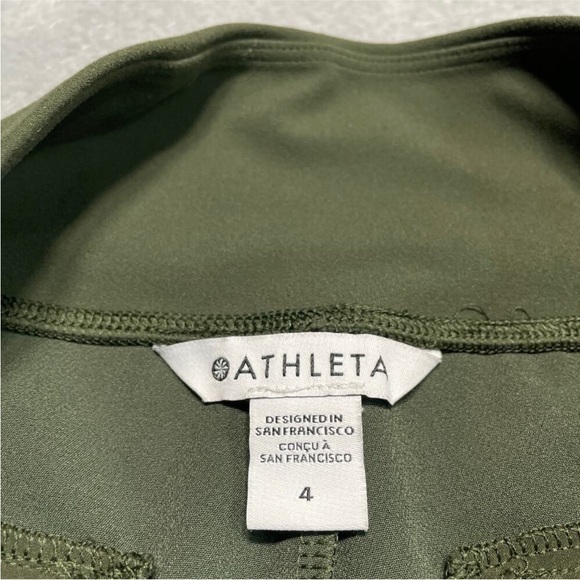 ATHLETA
DESIGNED IN
SAN FRANCISCO
CONÇU À
SAN FRANCISCO
4